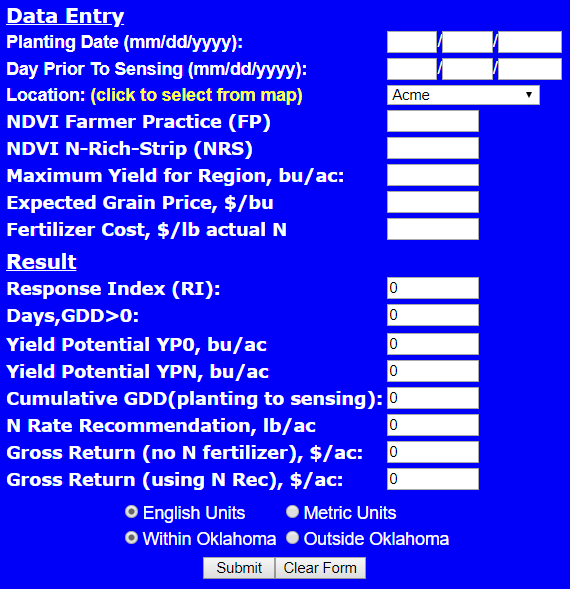 Data Entry
Planting Date (mm/dd/yyyy): / /
Day Prior To Sensing (mm/dd/yyyy): / /
Location: (click to select from map) Acme
NDVI Farmer Practice (FP)
NDVI N-Rich-Strip (NRS)
Maximum Yield for Region, bu/ac:
Expected Grain Price, $/bu
Fertilizer Cost, $/lb actual N
Result
Response Index (RI): 0
Days,GDD>0: 0
Yield Potential YP0, bu/ac 0
Yield Potential YPN, bu/ac 0
Cumulative GDD(planting to sensing): 0
N Rate Recommendation, lb/ac 0
Gross Return (no N fertilizer), $/ac: 0
Gross Return (using N Rec), $/ac: 0
English Units Metric Units
Within Oklahoma Outside Oklahoma
Submit Clear Form